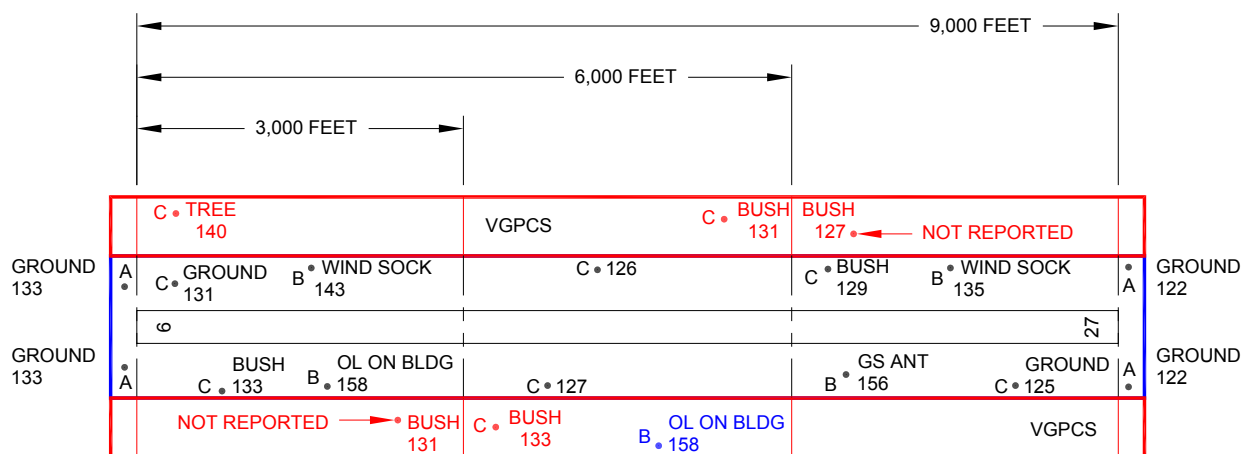 9,000 FEET
6,000 FEET
3,000 FEET
C TREE
140
VGPCS
C BUSH
131
BUSH
127
NOT REPORTED
GROUND
133
A
C GROUND
131
B WIND SOCK
143
C 126
C BUSH
129
B WIND SOCK
135
A
GROUND
122
9
27
GROUND
133
A
BUSH
C 133
OL ON BLDG
B 158
C 127
GS ANT
B 156
GROUND
C 125
A
GROUND
122
NOT REPORTED
BUSH
131
C BUSH
133
B OL ON BLDG
158
VGPCS